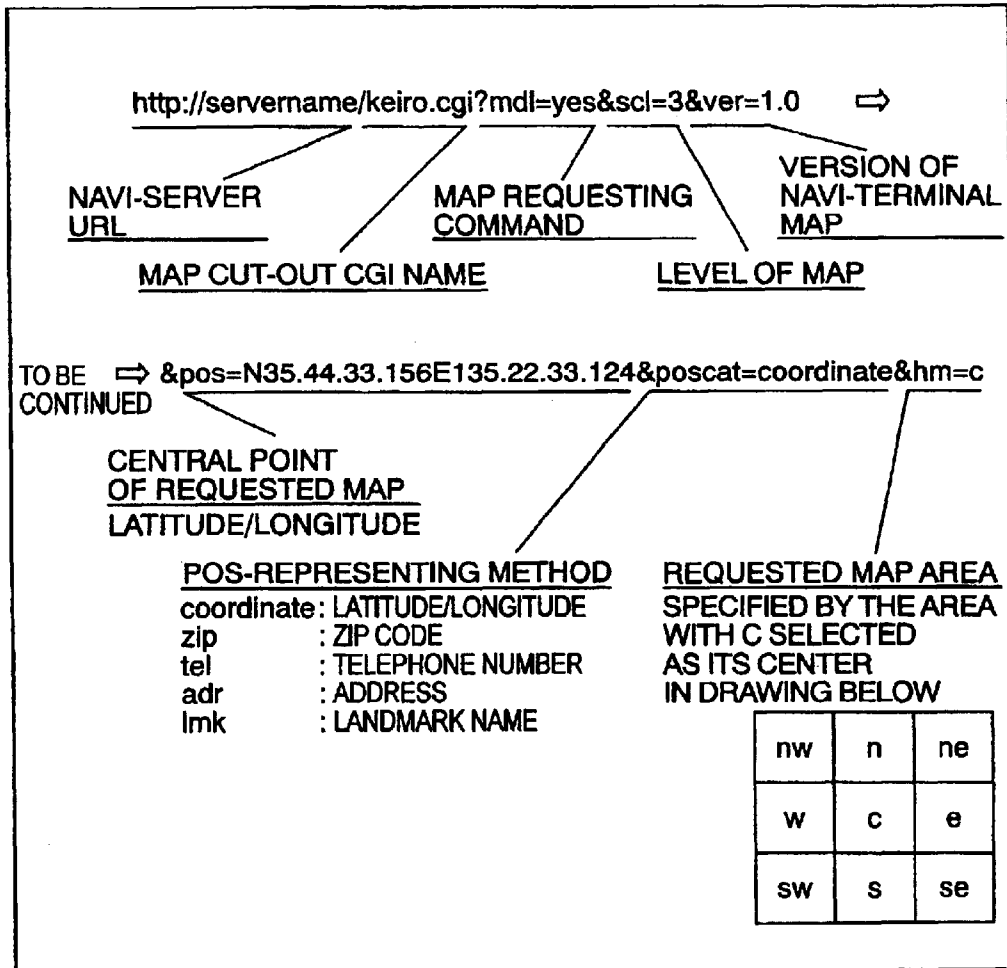 http://servername/keiro.cgi?mdl=yes&scl=3&ver=1.0 ⇨
NAVI-SERVER
URL
MAP REQUESTING
COMMAND
VERSION OF
NAVI-TERMINAL
MAP
MAP CUT-OUT CGI NAME
LEVEL OF MAP
TO BE
CONTINUED
⇨ &pos=N35.44.33.156E135.22.33.124&poscat=coordinate&hm=c
CENTRAL POINT
OF REQUESTED MAP
LATITUDE/LONGITUDE
POS-REPRESENTING METHOD
coordinate: LATITUDE/LONGITUDE
zip : ZIP CODE
tel : TELEPHONE NUMBER
adr : ADDRESS
lmk : LANDMARK NAME
REQUESTED MAP AREA
SPECIFIED BY THE AREA
WITH C SELECTED
AS ITS CENTER
IN DRAWING BELOW
nw n ne
w c e
sw s se